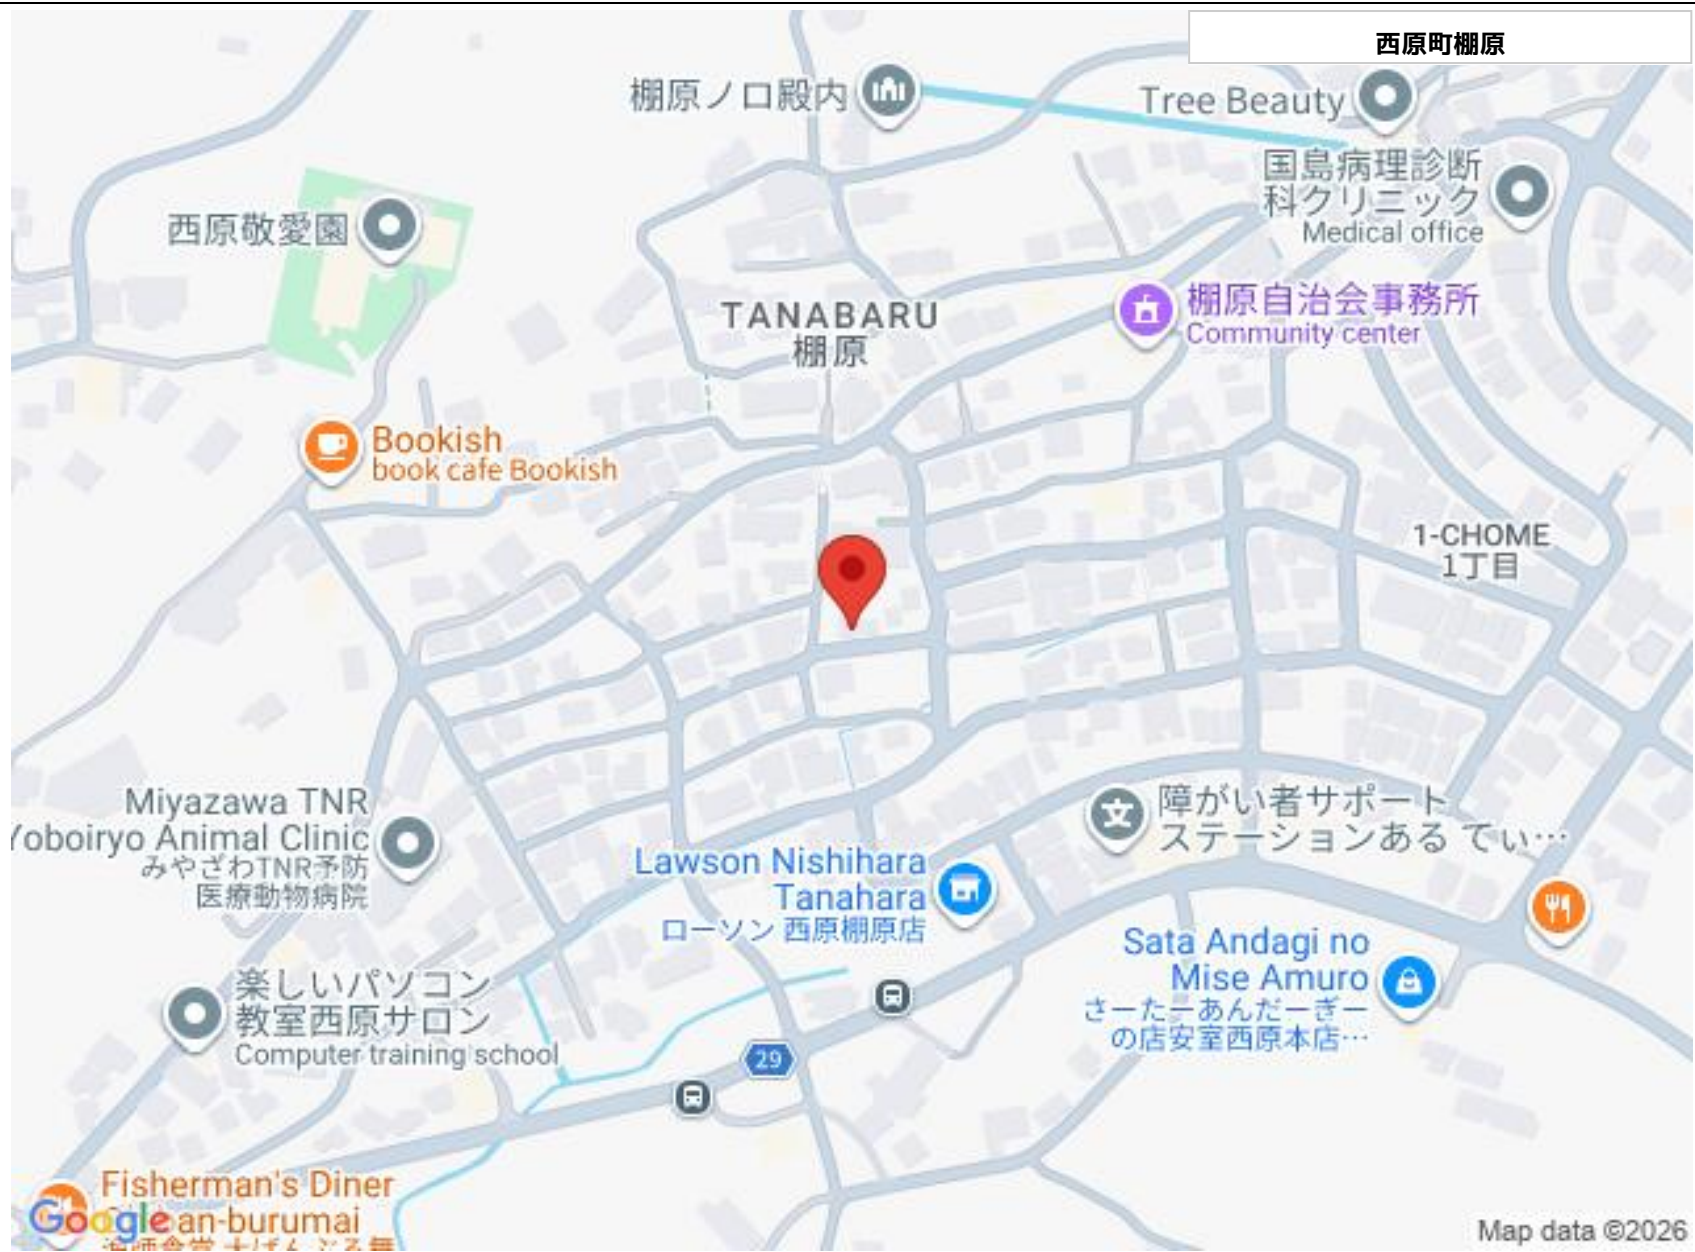 西原町棚原
棚原ノロ殿内
Tree Beauty
国島病理診断
科クリニック
Medical office
西原敬愛園
TANABARU
棚原
棚原自治会事務所
Community center
Bookish
book cafe Bookish
1-CHOME
1丁目
Miyazawa TNR
Yoboiryo Animal Clinic
みやざわTNR予防
医療動物病院
障がい者サポート
ステーションある てぃ…
Lawson Nishihara
Tanahara
ローソン 西原棚原店
Sata Andagi no
Mise Amuro
さーたーあんだーぎー
の店安室西原本店…
楽しいパソコン
教室西原サロン
Computer training school
29
Fisherman's Diner
an-burumai
Google
Map data ©2026